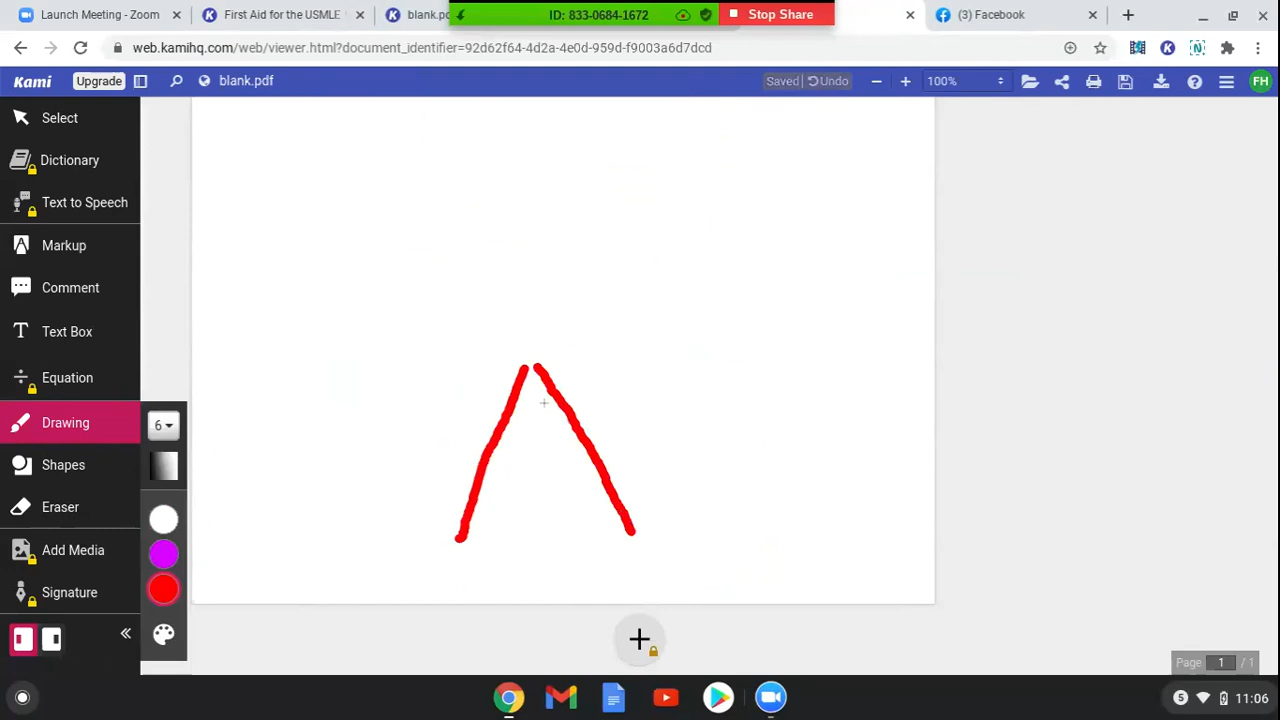 Launch Meeting - Zoom
First Aid for the USMLE
blank.pd
ID: 833-0684-1672
Stop Share
(3) Facebook
web.kamihq.com/web/viewer.html?document_identifier=92d62f64-4d2a-4e0d-959d-f9003a6d7dcd
Kami
Upgrade
blank.pdf
Saved
Undo
100%
FH
Select
Dictionary
Text to Speech
Markup
Comment
Text Box
Equation
Drawing
6
Shapes
Eraser
Add Media
Signature
Page 1 / 1
5
11:06